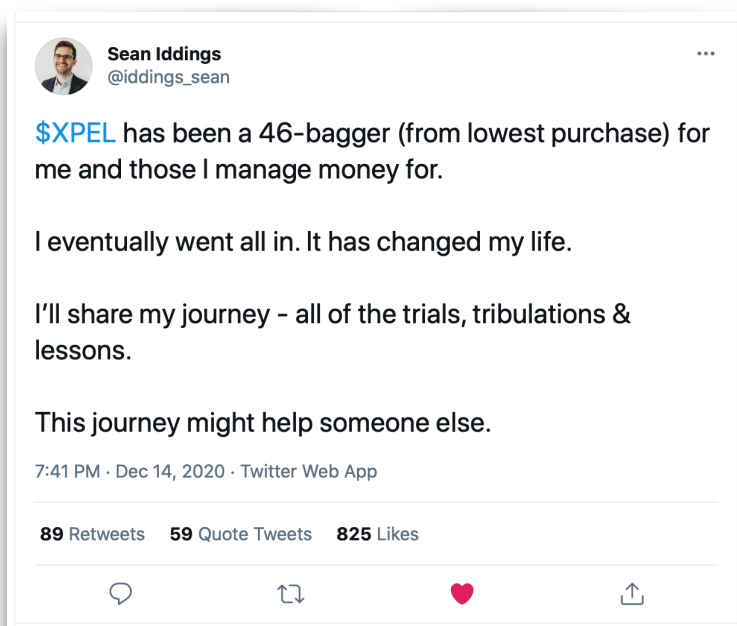 Sean Iddings
@iddings_sean
$XPEL has been a 46-bagger (from lowest purchase) for
me and those I manage money for.
I eventually went all in. It has changed my life.
I’ll share my journey - all of the trials, tribulations &
lessons.
This journey might help someone else.
7:41 PM · Dec 14, 2020 · Twitter Web App
89 Retweets 59 Quote Tweets 825 Likes